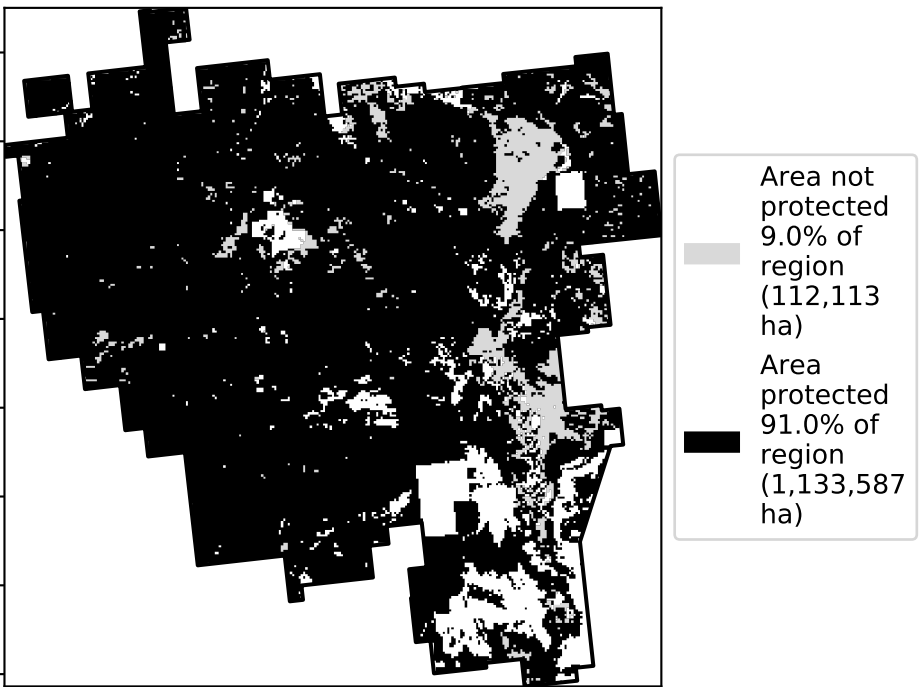 Area not
protected
9.0% of
region
(112,113
ha)
Area
protected
91.0% of
region
(1,133,587
ha)